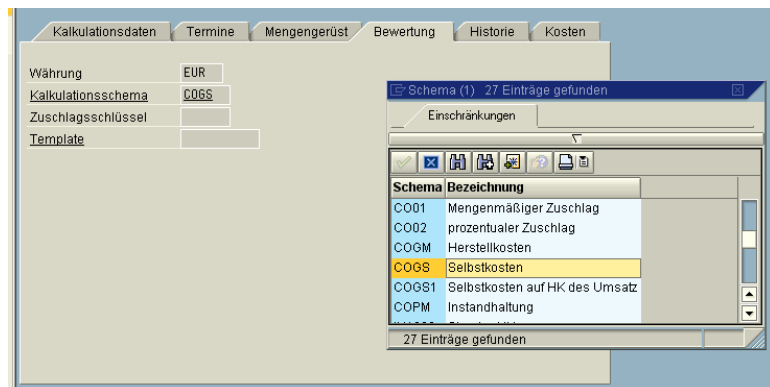 Kalkulationsdaten Termine Mengengerüst Bewertung Historie Kosten
Währung EUR
Kalkulationsschema COGS
Zuschlagsschlüssel
Template
Schema (1) 27 Einträge gefunden
Einschränkungen
Schema Bezeichnung
CO01 Mengenmäßiger Zuschlag
CO02 prozentualer Zuschlag
COGM Herstellkosten
COGS Selbstkosten
COGS1 Selbstkosten auf HK des Umsatz
COPM Instandhaltung
27 Einträge gefunden